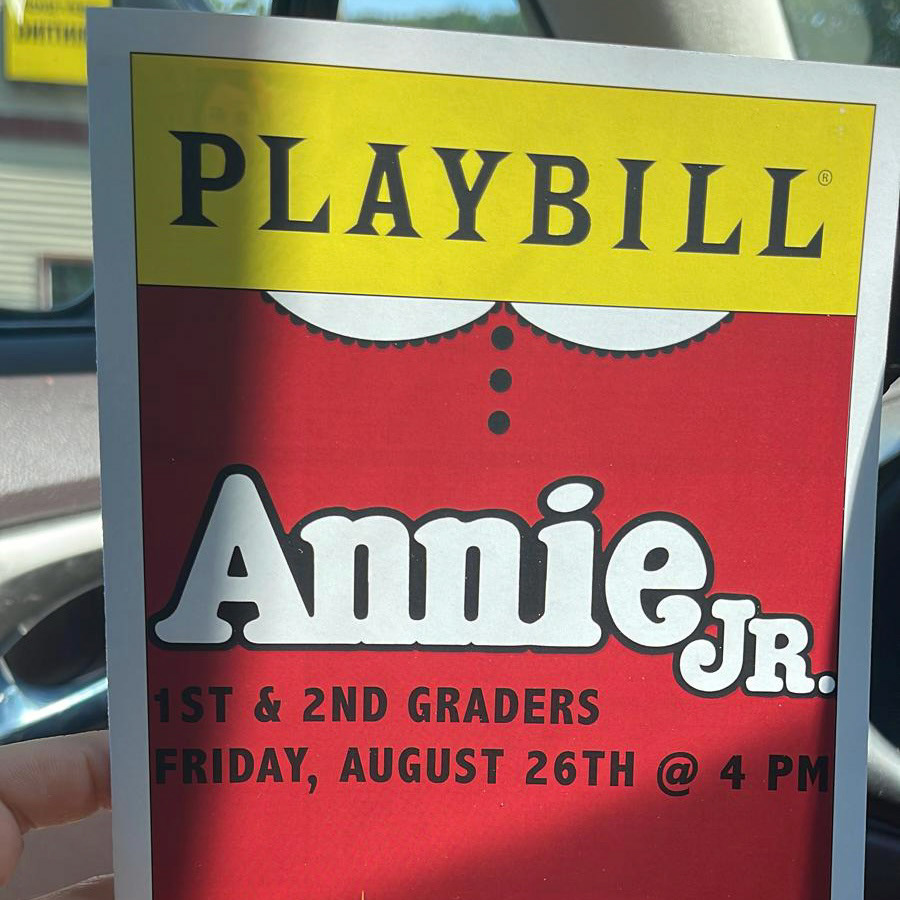 PLAYBILL®
Annie
JR.
1ST & 2ND GRADERS
FRIDAY, AUGUST 26TH @ 4 PM